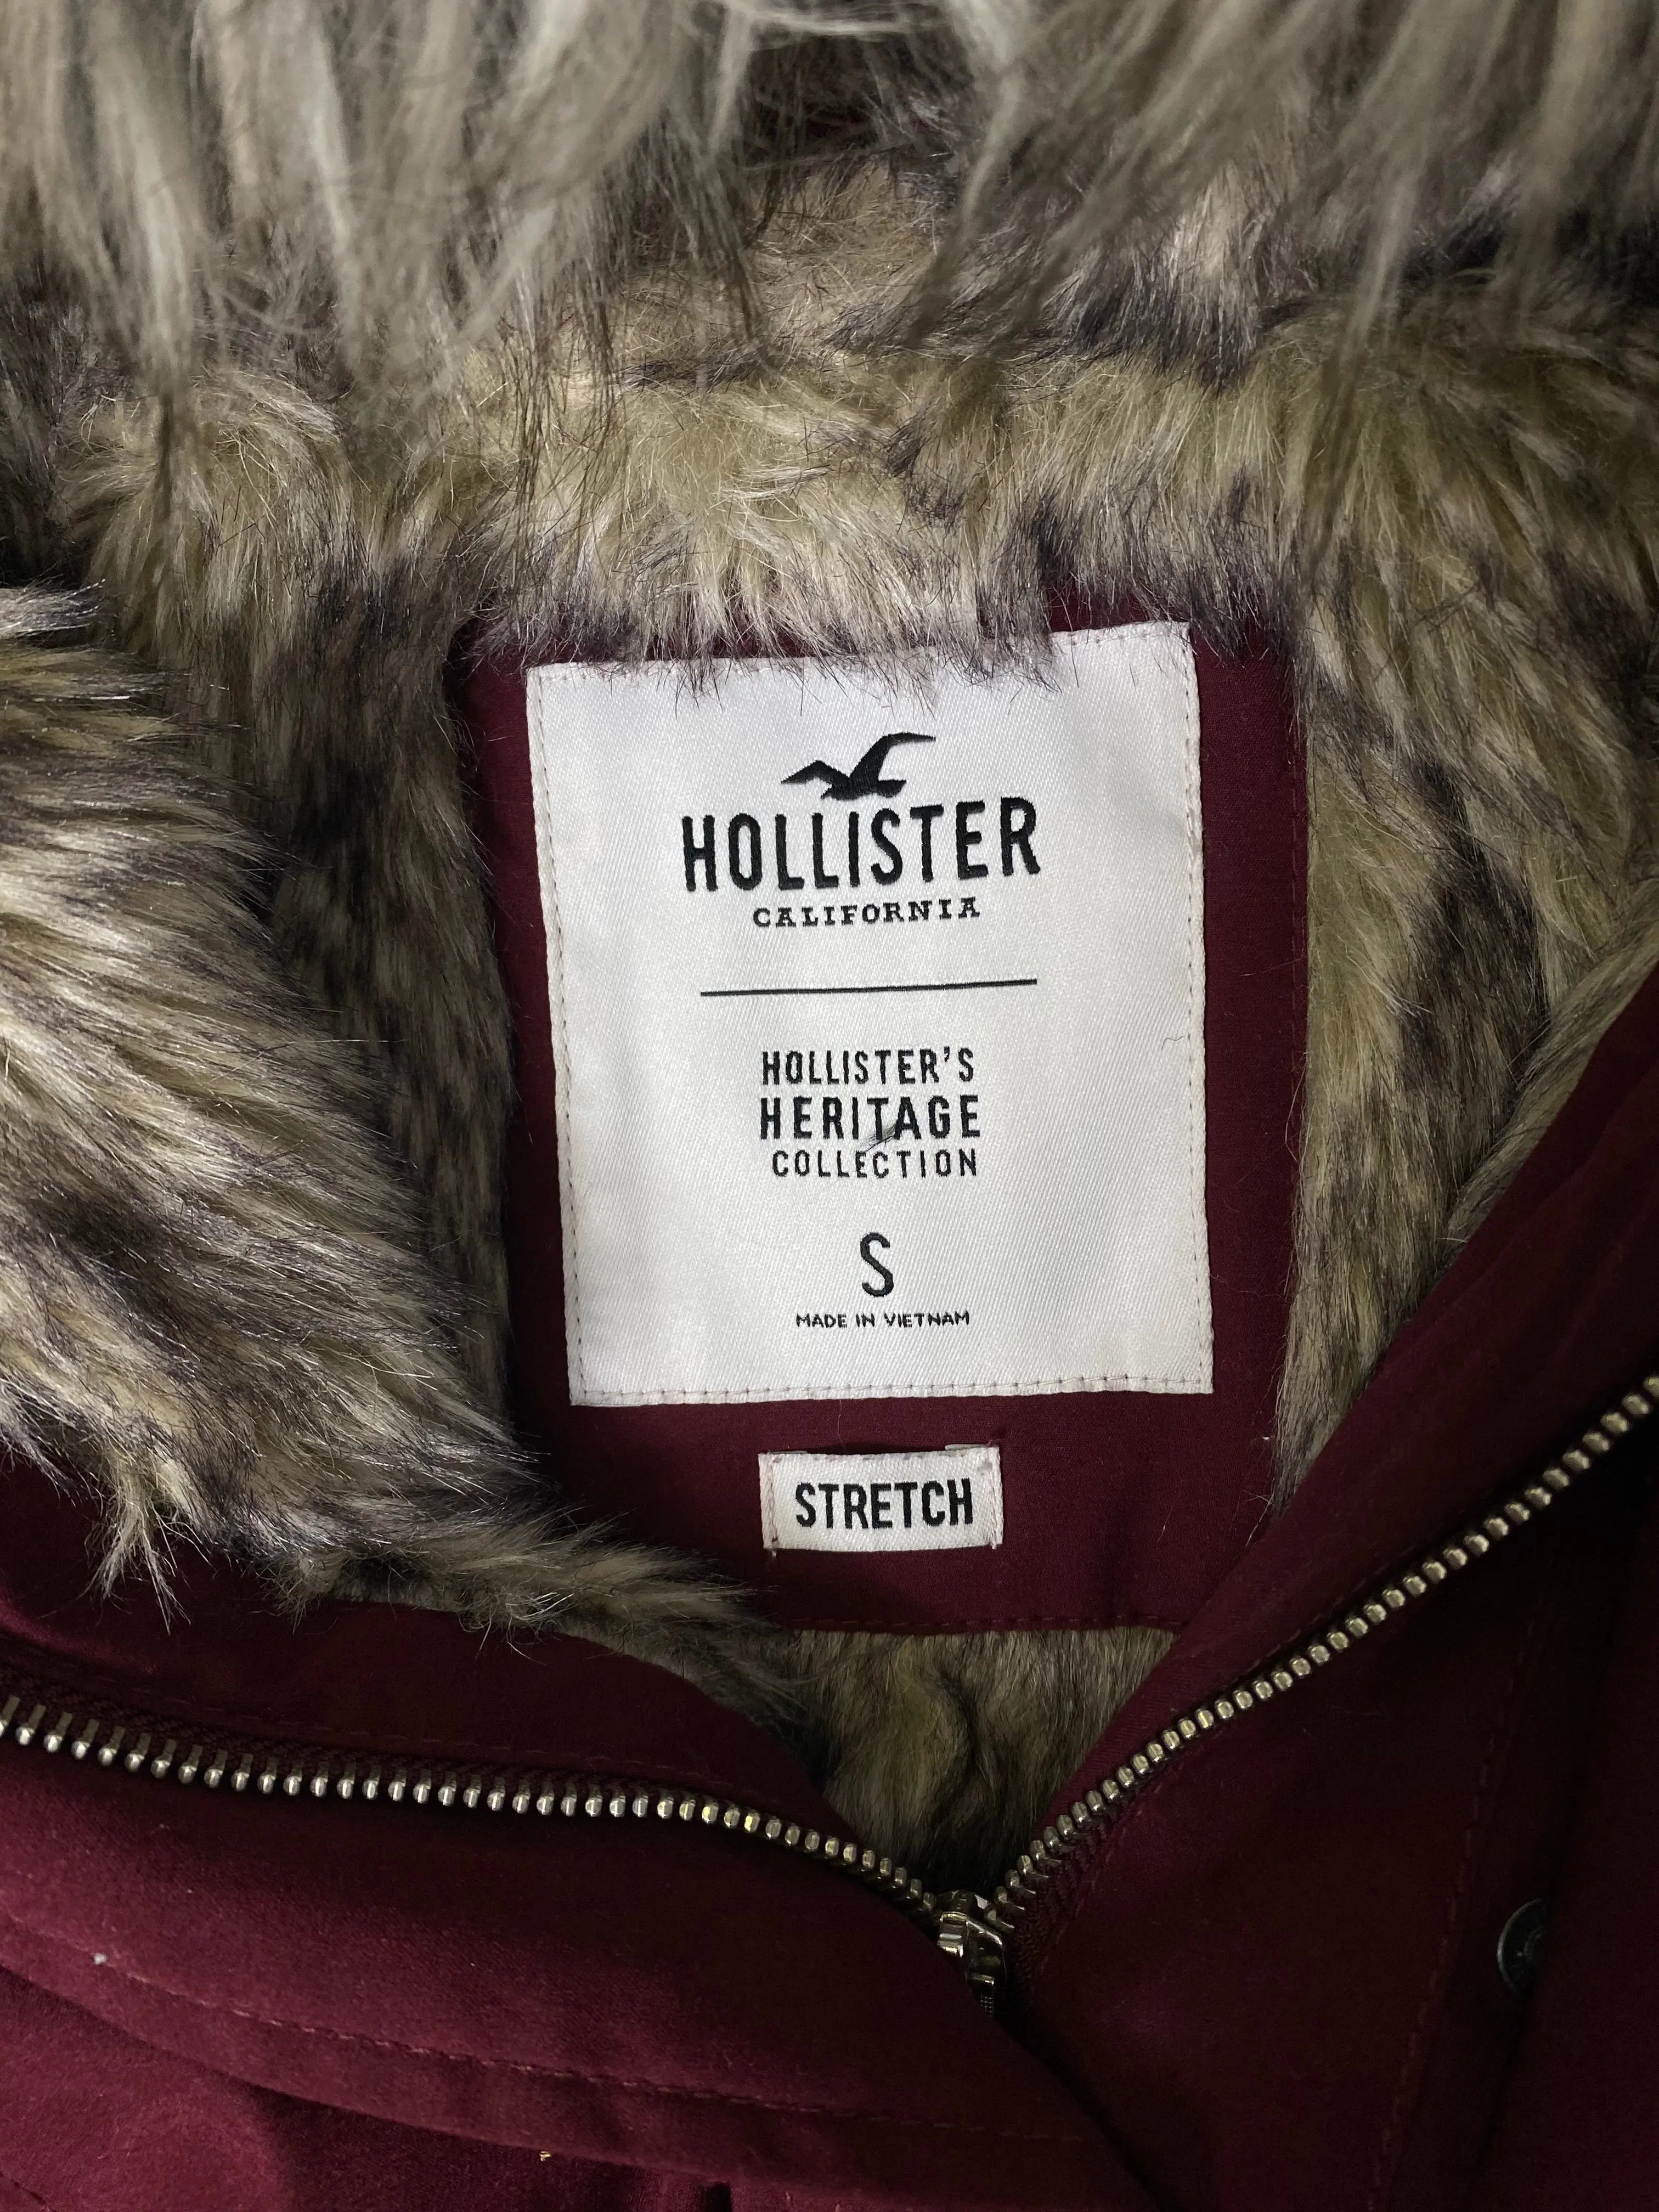 HOLLISTER
CALIFORNIA
HOLLISTER'S
HERITAGE
COLLECTION
S
MADE IN VIETNAM
STRETCH